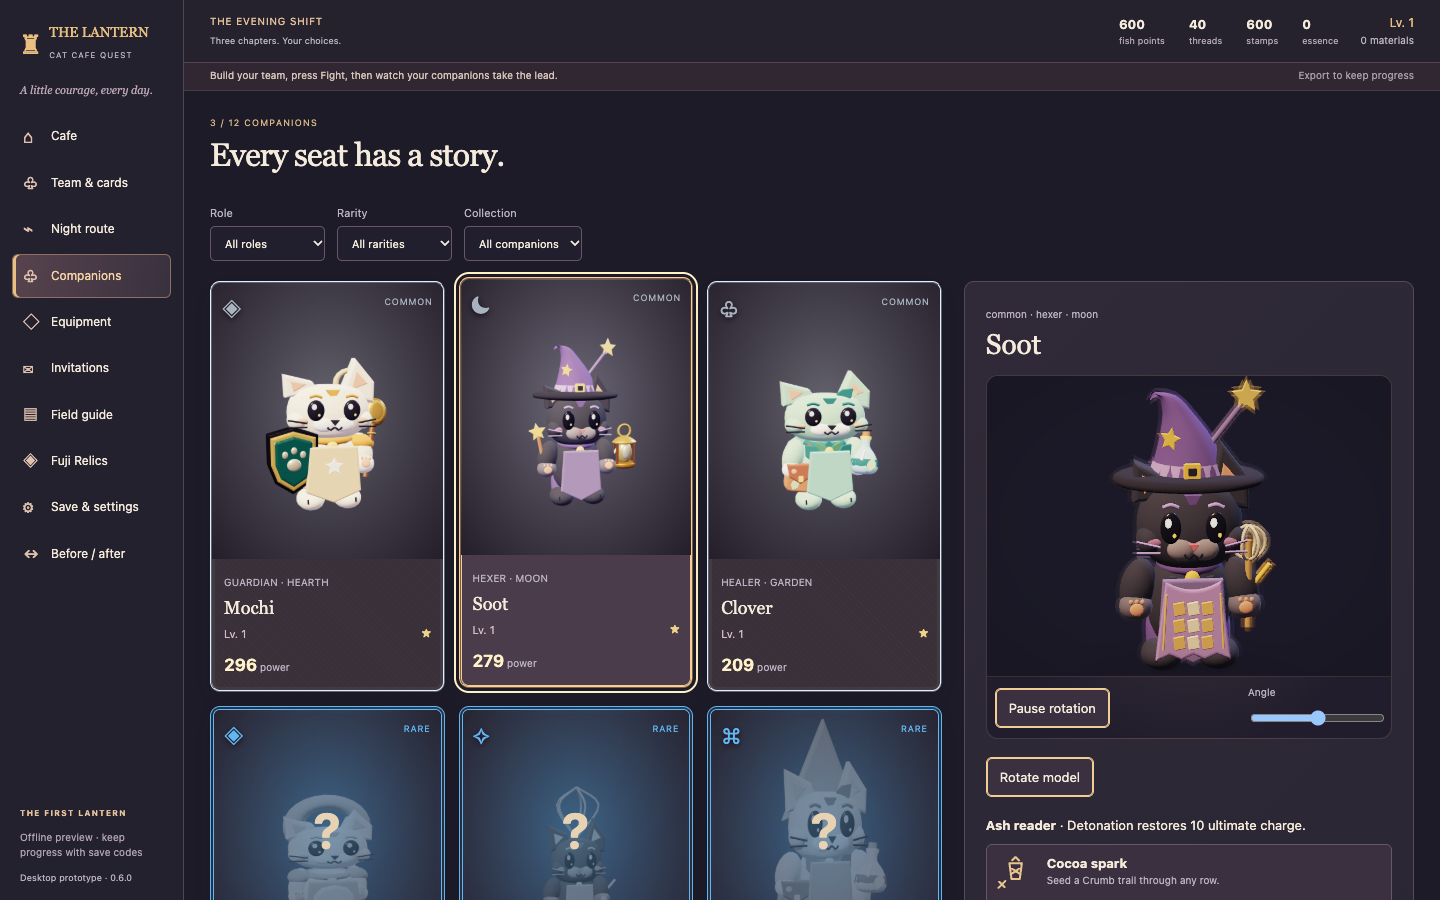 THE LANTERN
CAT CAFE QUEST
A little courage, every day.
Cafe
Team & cards
Night route
Companions
Equipment
Invitations
Field guide
Fuji Relics
Save & settings
Before / after
THE FIRST LANTERN
Offline preview · keep
progress with save codes
Desktop prototype · 0.6.0
THE EVENING SHIFT
Three chapters. Your choices.
600
fish points
40
threads
600
stamps
0
essence
Lv. 1
0 materials
Build your team, press Fight, then watch your companions take the lead.
Export to keep progress
3 / 12 COMPANIONS
Every seat has a story.
Role
Rarity
Collection
All roles
All rarities
All companions
COMMON
GUARDIAN · HEARTH
Mochi
Lv. 1
296 power
COMMON
HEXER · MOON
Soot
Lv. 1
279 power
COMMON
HEALER · GARDEN
Clover
Lv. 1
209 power
RARE
?
RARE
?
RARE
?
common · hexer · moon
Soot
Pause rotation
Angle
Rotate model
Ash reader · Detonation restores 10 ultimate charge.
Cocoa spark
Seed a Crumb trail through any row.